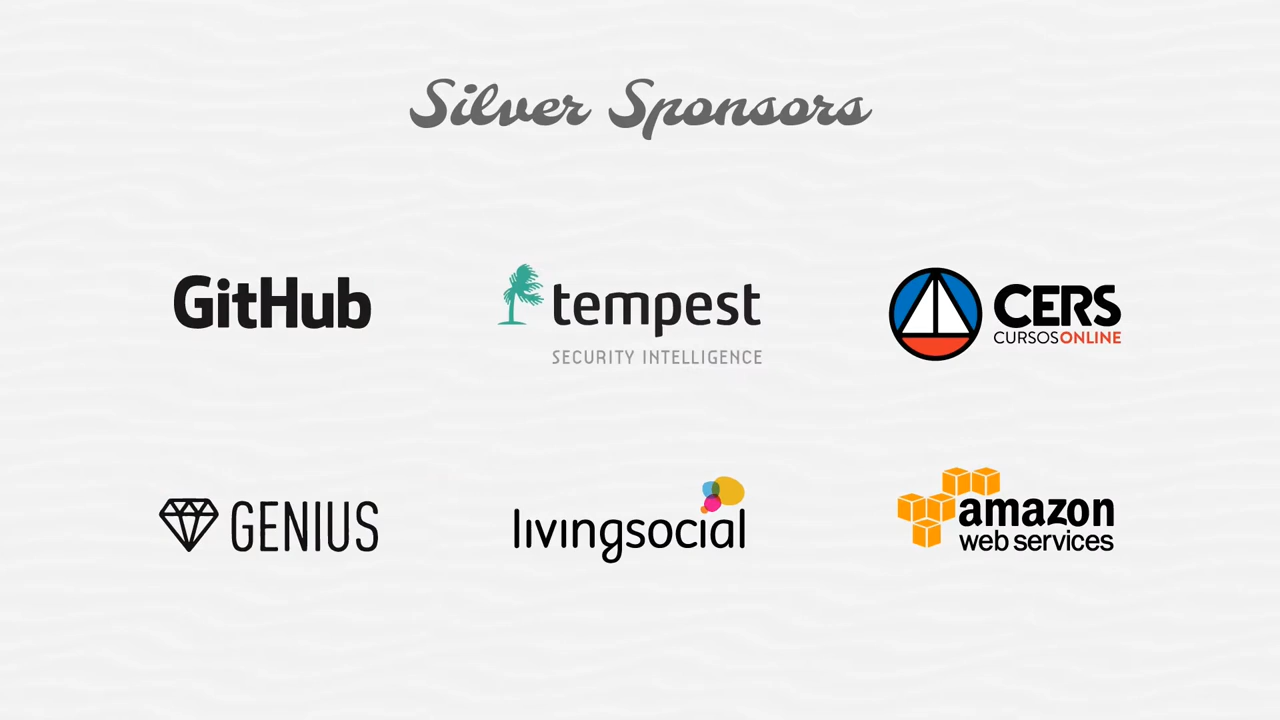 Silver Sponsors
GitHub
tempest
SECURITY INTELLIGENCE
CERS
CURSOSONLINE
GENIUS
livingsocial
amazon
web services